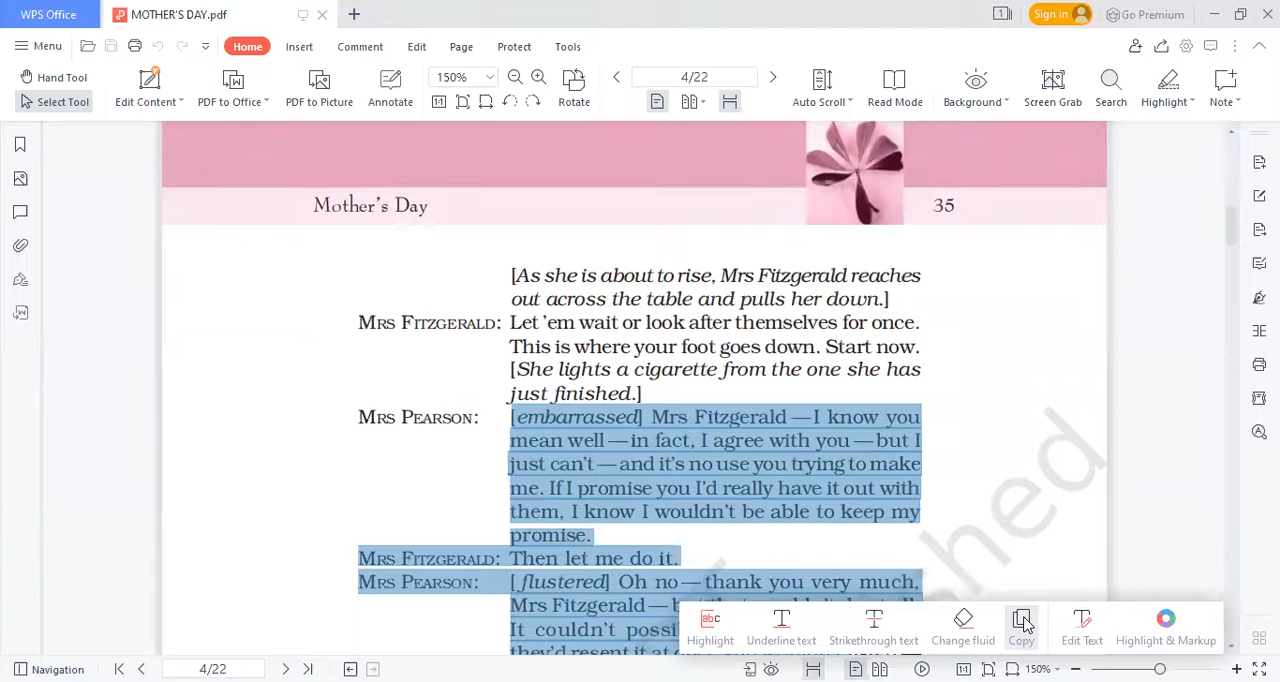 WPS Office
MOTHER'S DAY.pdf
1
Sign in
Go Premium
Menu
Home
Insert
Comment
Edit
Page
Protect
Tools
Hand Tool
Select Tool
Edit Content
PDF to Office
PDF to Picture
Annotate
150%
Rotate
4/22
Auto Scroll
Read Mode
Background
Screen Grab
Search
Highlight
Note
Mother's Day
35
[As she is about to rise, Mrs Fitzgerald reaches
out across the table and pulls her down.]
MRS FITZGERALD: Let 'em wait or look after themselves for once.
This is where your foot goes down. Start now.
[She lights a cigarette from the one she has
just finished.]
MRS PEARSON: [embarrassed] Mrs Fitzgerald — I know you
mean well — in fact, I agree with you — but I
just can't — and it's no use you trying to make
me. If I promise you I'd really have it out with
them, I know I wouldn't be able to keep my
promise.
MRS FITZGERALD: Then let me do it.
MRS PEARSON: [flustered] Oh no — thank you very much,
Mrs Fitzgerald —
It couldn't
they'd resent it at
Highlight
Underline text
Strikethrough text
Change fluid
Copy
Edit Text
Highlight & Markup
Navigation
4/22
150%